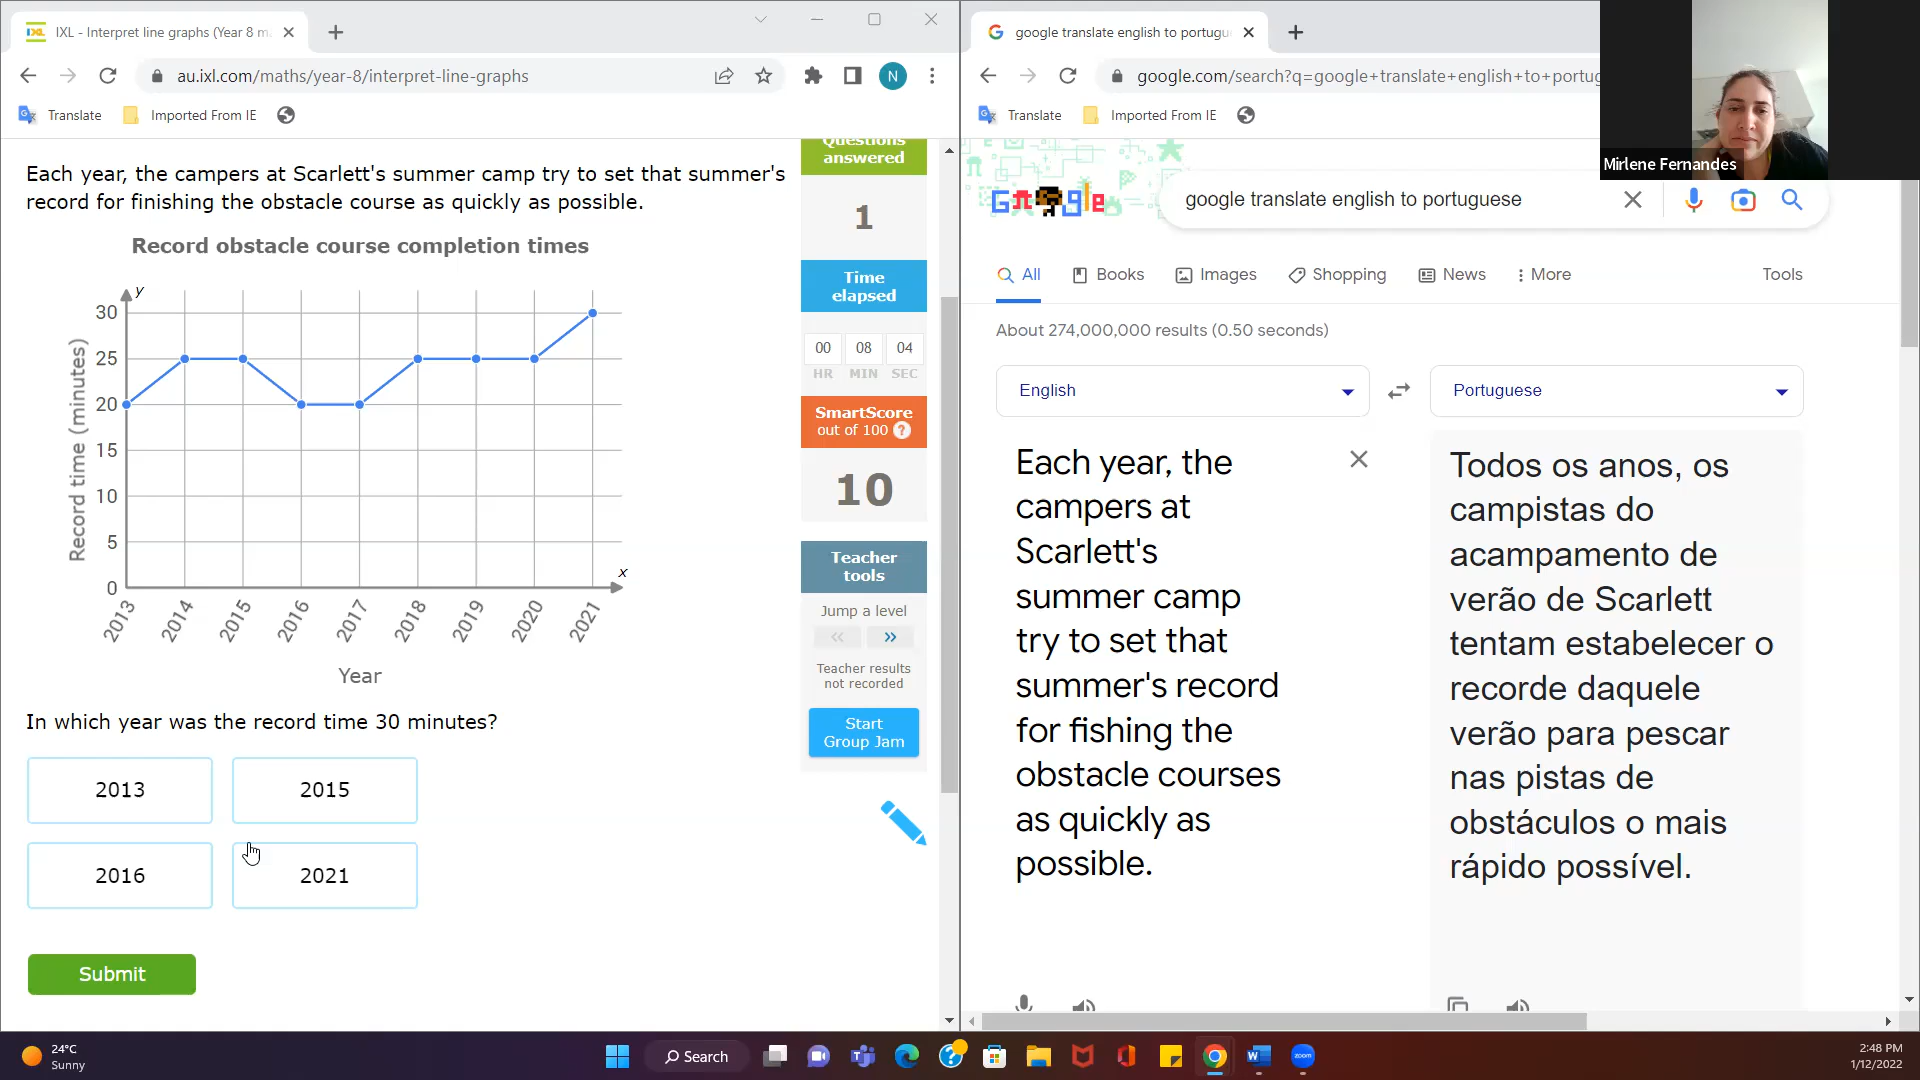 IXL - Interpret line graphs (Year 8 m
au.ixl.com/maths/year-8/interpret-line-graphs
N
Translate
Imported From IE
Each year, the campers at Scarlett's summer camp try to set that summer's
record for finishing the obstacle course as quickly as possible.
Record obstacle course completion times
y
30
25
20
15
10
5
0
Record time (minutes)
x
2013
2014
2015
2016
2017
2018
2019
2020
2021
Year
In which year was the record time 30 minutes?
2013
2015
2016
2021
Submit
Questions
answered
1
Time
elapsed
00
08
04
HR
MIN
SEC
SmartScore
out of 100 ?
10
Teacher
tools
Jump a level
Teacher results
not recorded
Start
Group Jam
google translate english to portugu
google.com/search?q=google+translate+english+to+portug
Translate
Imported From IE
Mirlene Fernandes
Google
google translate english to portuguese
All
Books
Images
Shopping
News
More
Tools
About 274,000,000 results (0.50 seconds)
English
Portuguese
Each year, the
campers at
Scarlett's
summer camp
try to set that
summer's record
for fishing the
obstacle courses
as quickly as
possible.
Todos os anos, os
campistas do
acampamento de
verão de Scarlett
tentam estabelecer o
recorde daquele
verão para pescar
nas pistas de
obstáculos o mais
rápido possível.
24°C
Sunny
Search
zoom
2:48 PM
1/12/2022